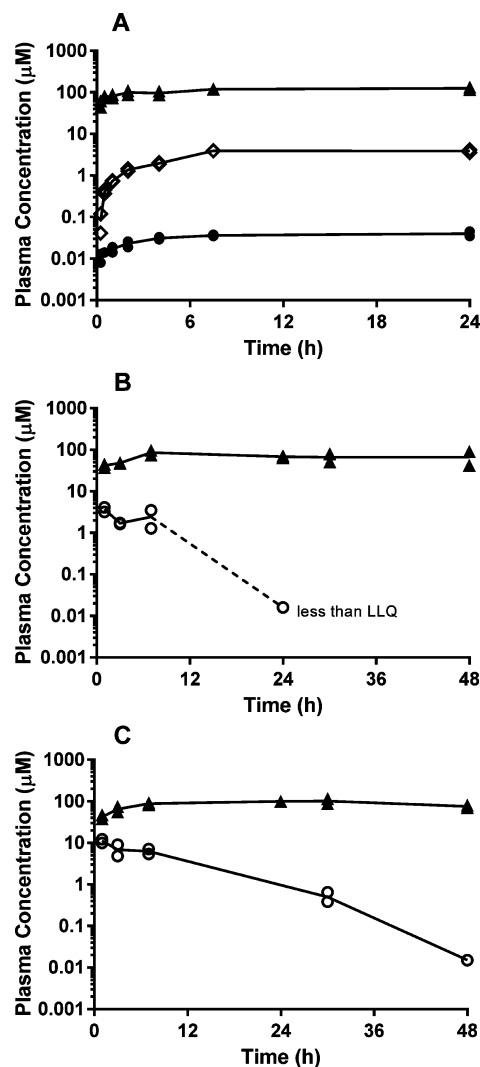 A
Plasma Concentration (µM)
1000
100
10
1
0.1
0.01
0.001
0 6 12 18 24
Time (h)
B
Plasma Concentration (µM)
1000
100
10
1
0.1
0.01
0.001
less than LLQ
0 12 24 36 48
Time (h)
C
Plasma Concentration (µM)
1000
100
10
1
0.1
0.01
0.001
0 12 24 36 48
Time (h)